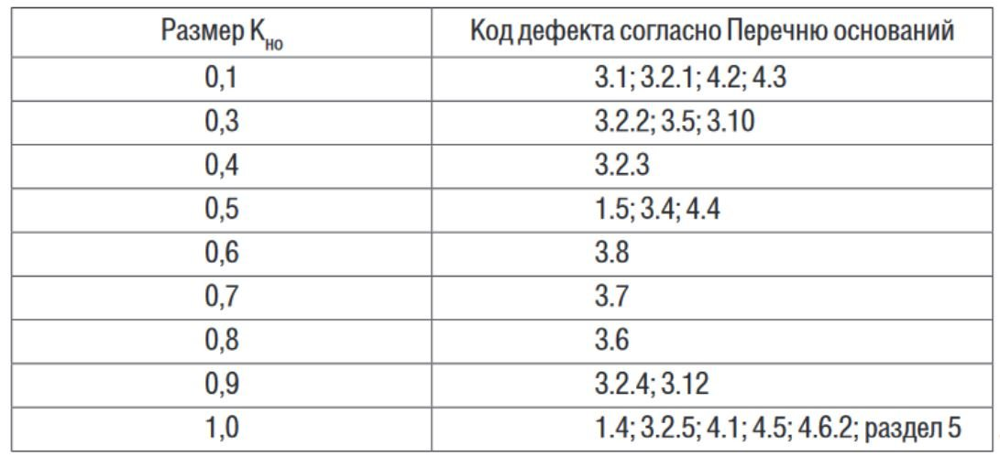 Размер Кно Код дефекта согласно Перечню оснований
0,1 3.1; 3.2.1; 4.2; 4.3
0,3 3.2.2; 3.5; 3.10
0,4 3.2.3
0,5 1.5; 3.4; 4.4
0,6 3.8
0,7 3.7
0,8 3.6
0,9 3.2.4; 3.12
1,0 1.4; 3.2.5; 4.1; 4.5; 4.6.2; раздел 5